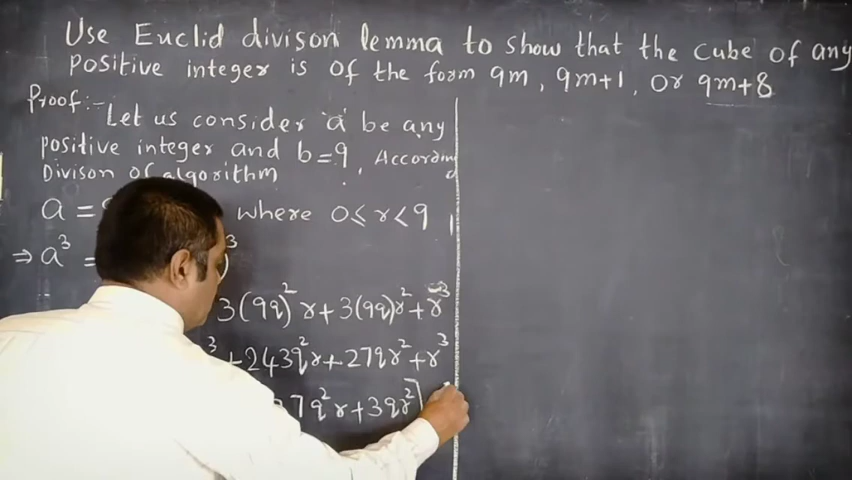 Use Euclid divison lemma to show that the cube of any
positive integer is of the form 9m, 9m+1, or 9m+8
Proof:-
Let us consider 'a' be any
positive integer and b=9, According
Divison of algorithm
a = where 0≤r<9
⇒a³ = )³
3(9q)²r+3(9q)r²+r³
³+243q²r+27qr²+r³
27q²r+3qr²]